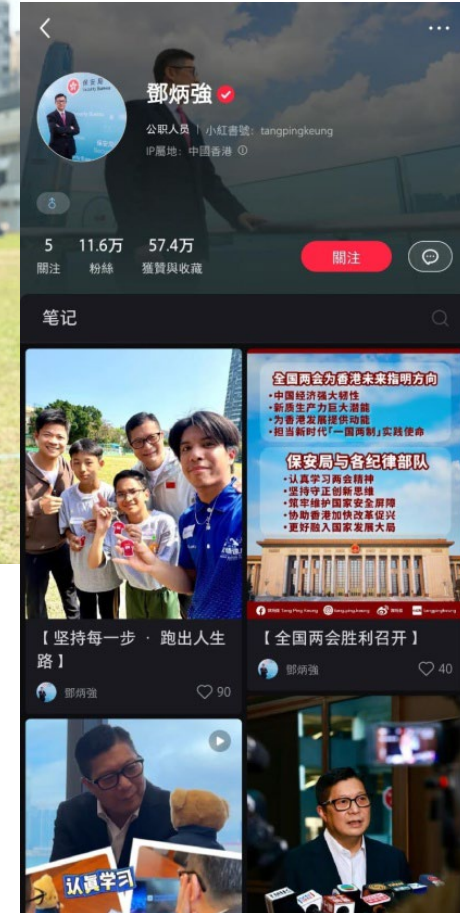 鄧炳強
公职人员 | 小紅書號: tangpingkeung
IP屬地: 中國香港
5 11.6万 57.4万
關注 粉絲 獲贊與收藏
關注
笔记
全国两会为香港未来指明方向
•中国经济强大韧性
•新质生产力巨大潜能
•为香港发展提供动能
•担当新时代「一国两制」实践使命
保安局与各纪律部队
•认真学习两会精神
•坚持守正创新思维
•筑牢维护国家安全屏障
•协助香港加快改革促兴
•更好融入国家发展大局
【坚持每一步 · 跑出人生
路】
鄧炳強 90
【全国两会胜利召开】
鄧炳強 40
认真学习